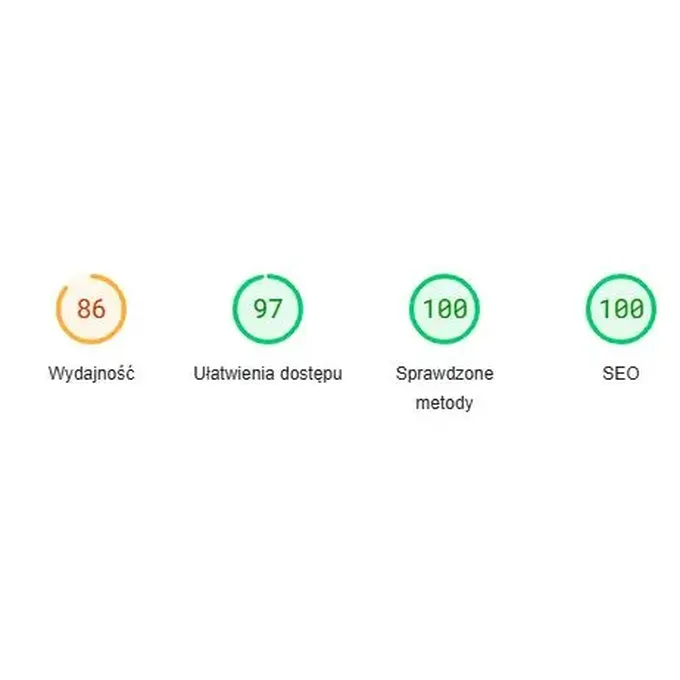 86
97
100
100
Wydajność
Ułatwienia dostępu
Sprawdzone
metody
SEO